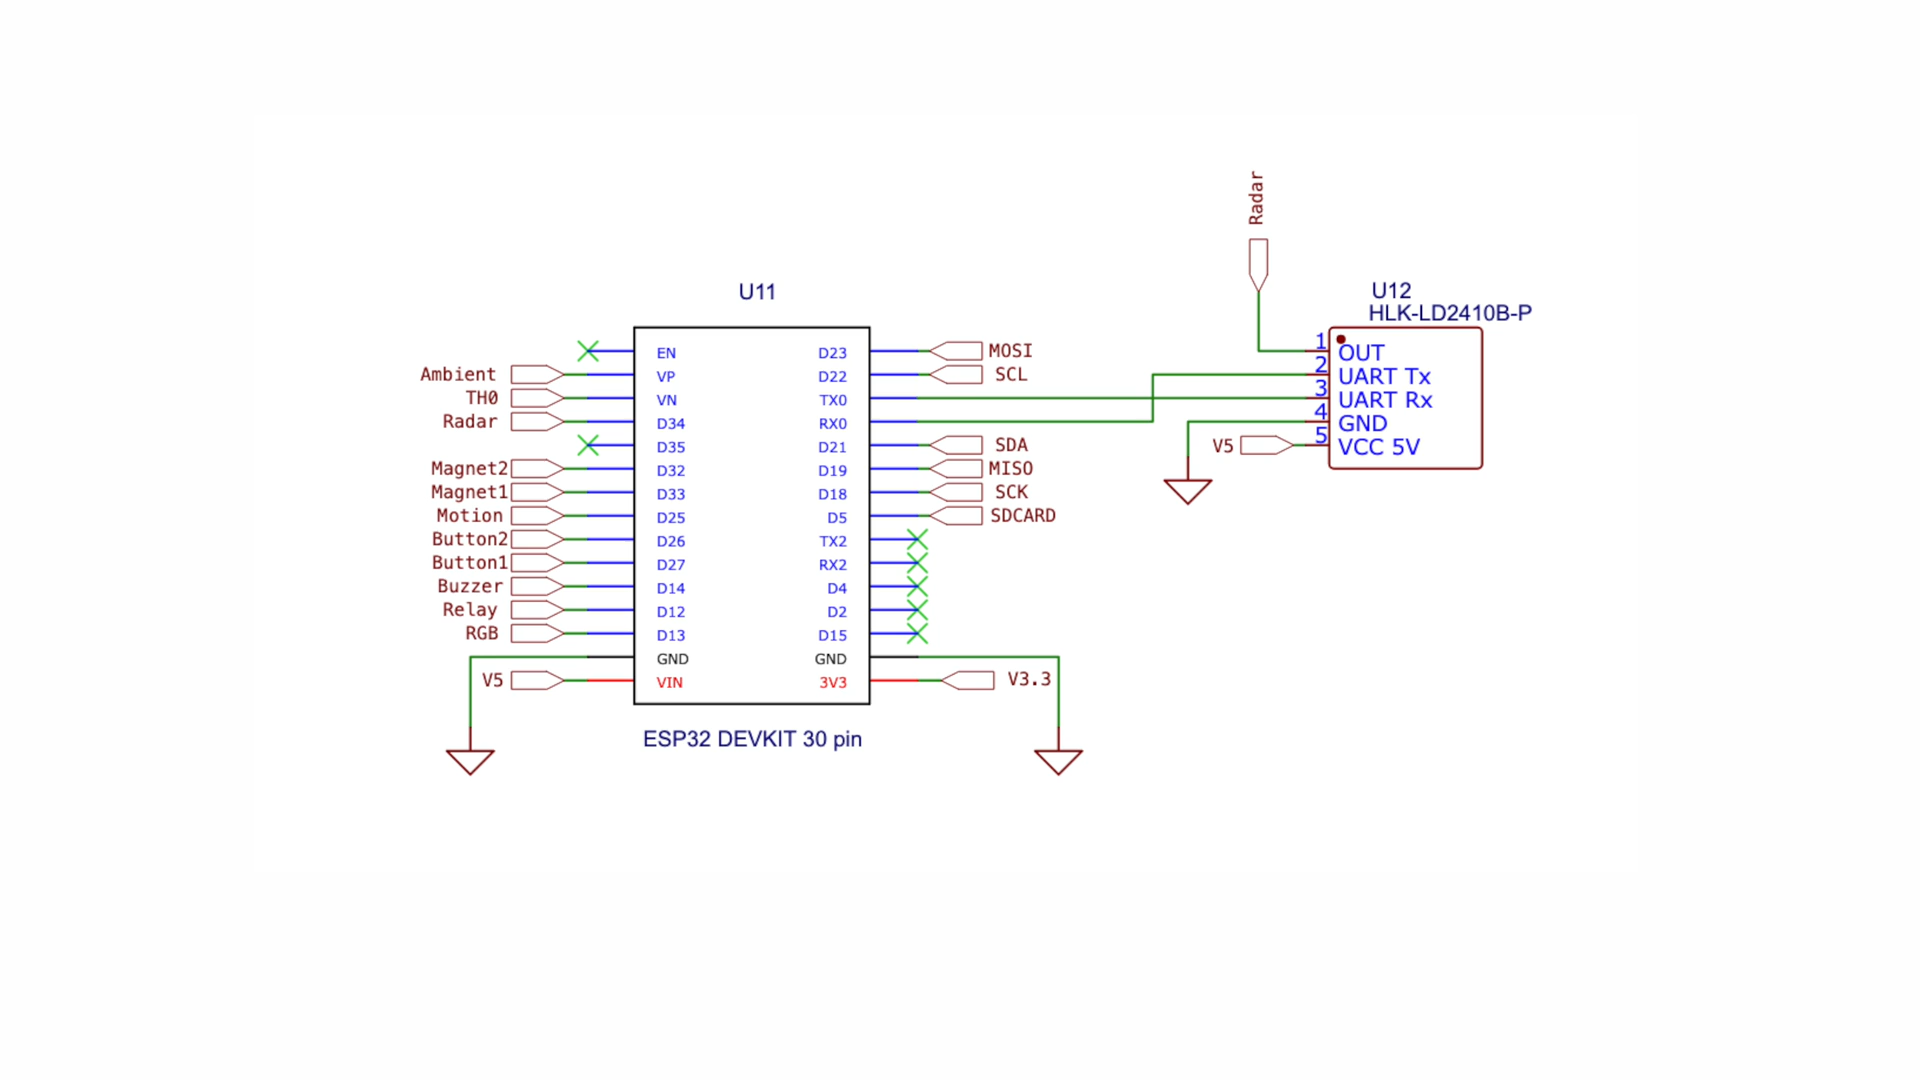 Radar
U11
U12
HLK-LD2410B-P
EN
D23
MOSI
1
OUT
Ambient
VP
D22
SCL
2
UART Tx
TH0
VN
TX0
3
UART Rx
Radar
D34
RX0
4
GND
D35
D21
SDA
V5
5
VCC 5V
Magnet2
D32
D19
MISO
Magnet1
D33
D18
SCK
Motion
D25
D5
SDCARD
Button2
D26
TX2
Button1
D27
RX2
Buzzer
D14
D4
Relay
D12
D2
RGB
D13
D15
GND
GND
V5
VIN
3V3
V3.3
ESP32 DEVKIT 30 pin